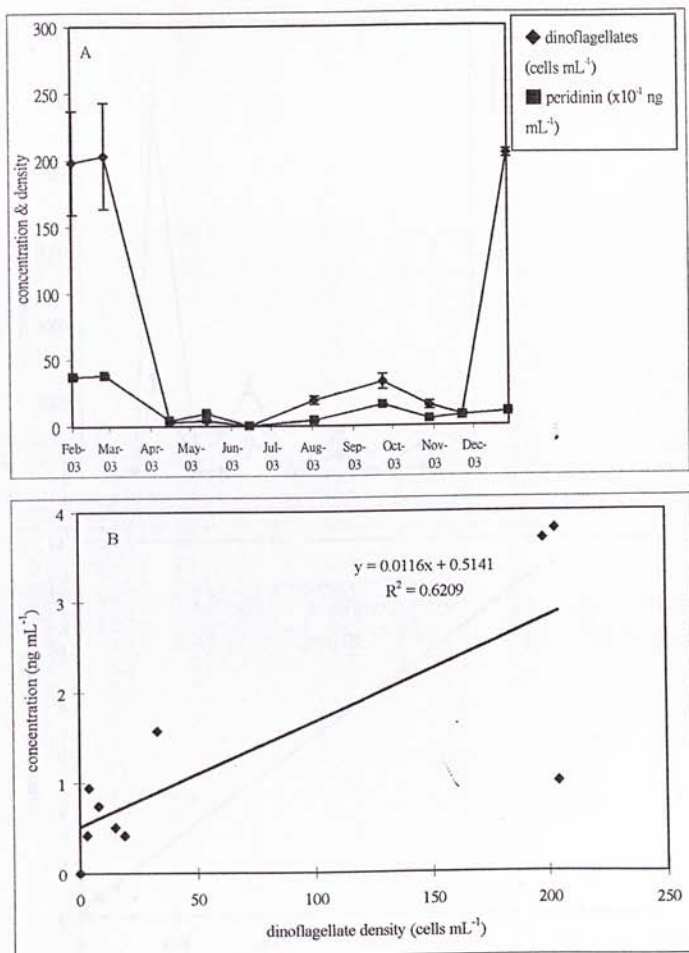 A
300
250
200
150
100
50
0
concentration & density
Feb- Mar- Apr- May- Jun- Jul- Aug- Sep- Oct- Nov- Dec-
03 03 03 03 03 03 03 03 03 03 03
dinoflagellates
(cells mL⁻¹)
peridinin (x10⁻¹ ng
mL⁻¹)
B
4
3
2
1
0
concentration (ng mL⁻¹)
y = 0.0116x + 0.5141
R² = 0.6209
0 50 100 150 200 250
dinoflagellate density (cells mL⁻¹)